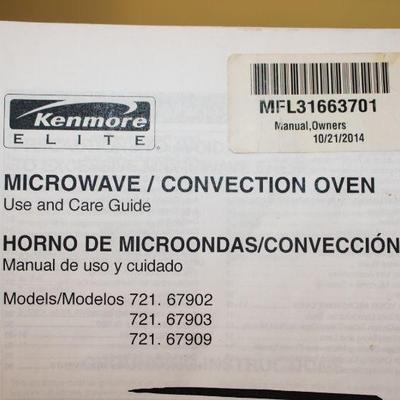 Kenmore
ELITE
MFL31663701
Manual,Owners
10/21/2014
MICROWAVE / CONVECTION OVEN
Use and Care Guide
HORNO DE MICROONDAS/CONVECCIÓN
Manual de uso y cuidado
Models/Modelos 721. 67902
721. 67903
721. 67909